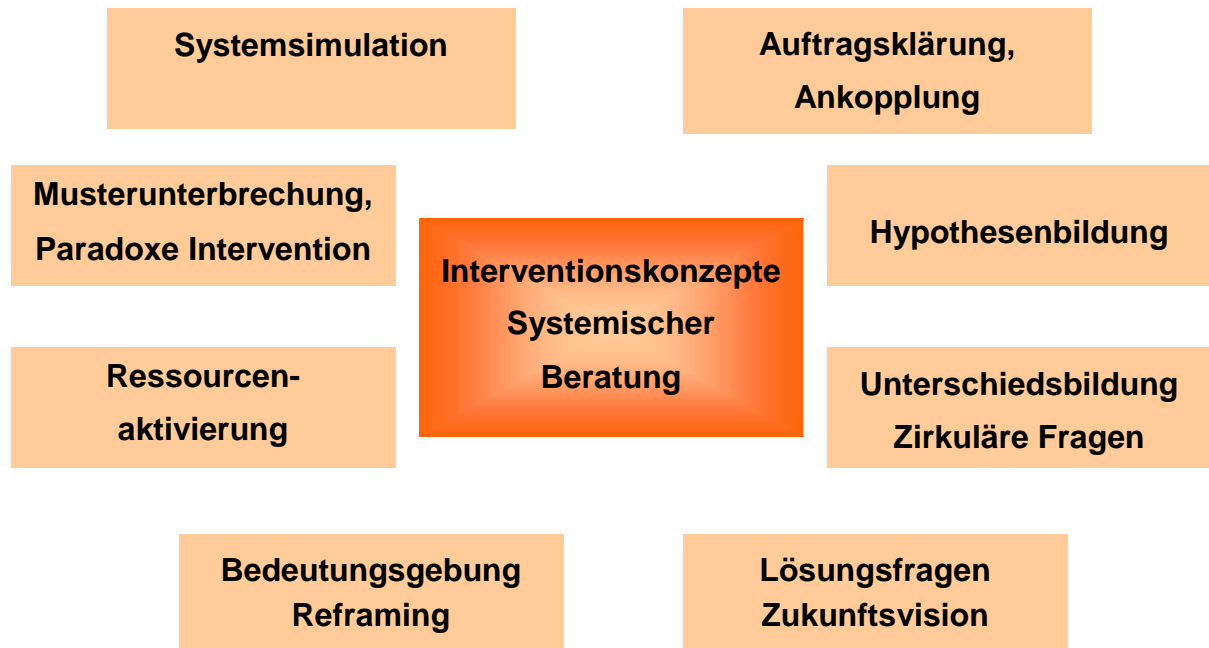 Systemsimulation
Auftragsklärung,
Ankopplung
Musterunterbrechung,
Paradoxe Intervention
Hypothesenbildung
Interventionskonzepte
Systemischer
Beratung
Ressourcen-
aktivierung
Unterschiedsbildung
Zirkuläre Fragen
Bedeutungsgebung
Reframing
Lösungsfragen
Zukunftsvision